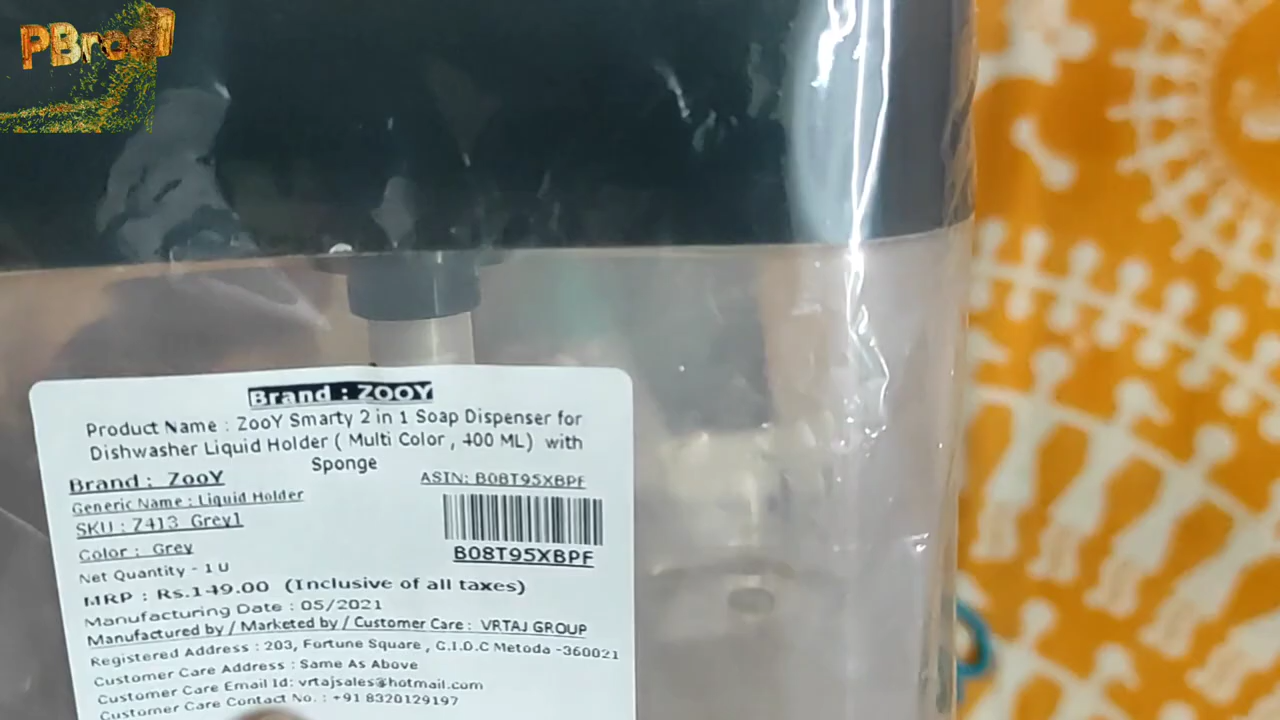 PBros
Brand : ZOOY
Product Name : ZooY Smarty 2 in 1 Soap Dispenser for
Dishwasher Liquid Holder ( Multi Color , 400 ML) with
Sponge
Brand : ZooY
ASIN: B08T95XBPF
Generic Name : Liquid Holder
SKU : Z413_Grey1
Color : Grey
B08T95XBPF
Net Quantity - 1 U
MRP : Rs.149.00 (Inclusive of all taxes)
Manufacturing Date : 05/2021
Manufactured by / Marketed by / Customer Care : VRTAJ GROUP
Registered Address : 203, Fortune Square , G.I.D.C Metoda -360021
Customer Care Address : Same As Above
Customer Care Email Id: vrtajsales@hotmail.com
Customer Care Contact No. : +91 8320129197